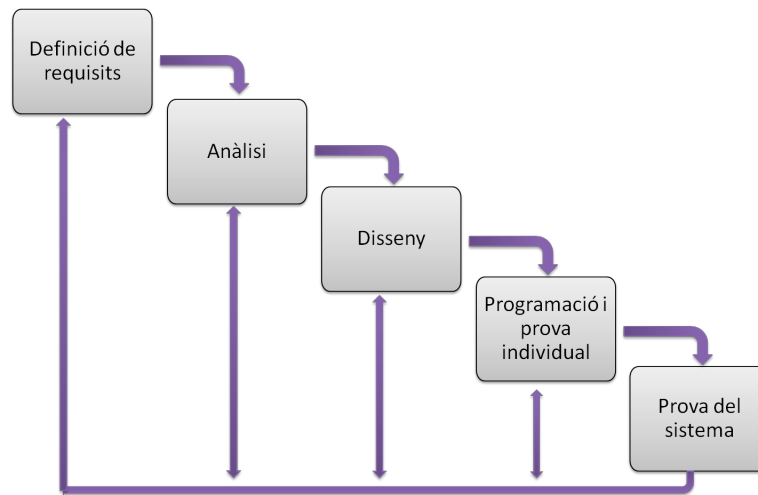 Definició de
requisits
Anàlisi
Disseny
Programació i
prova
individual
Prova del
sistema